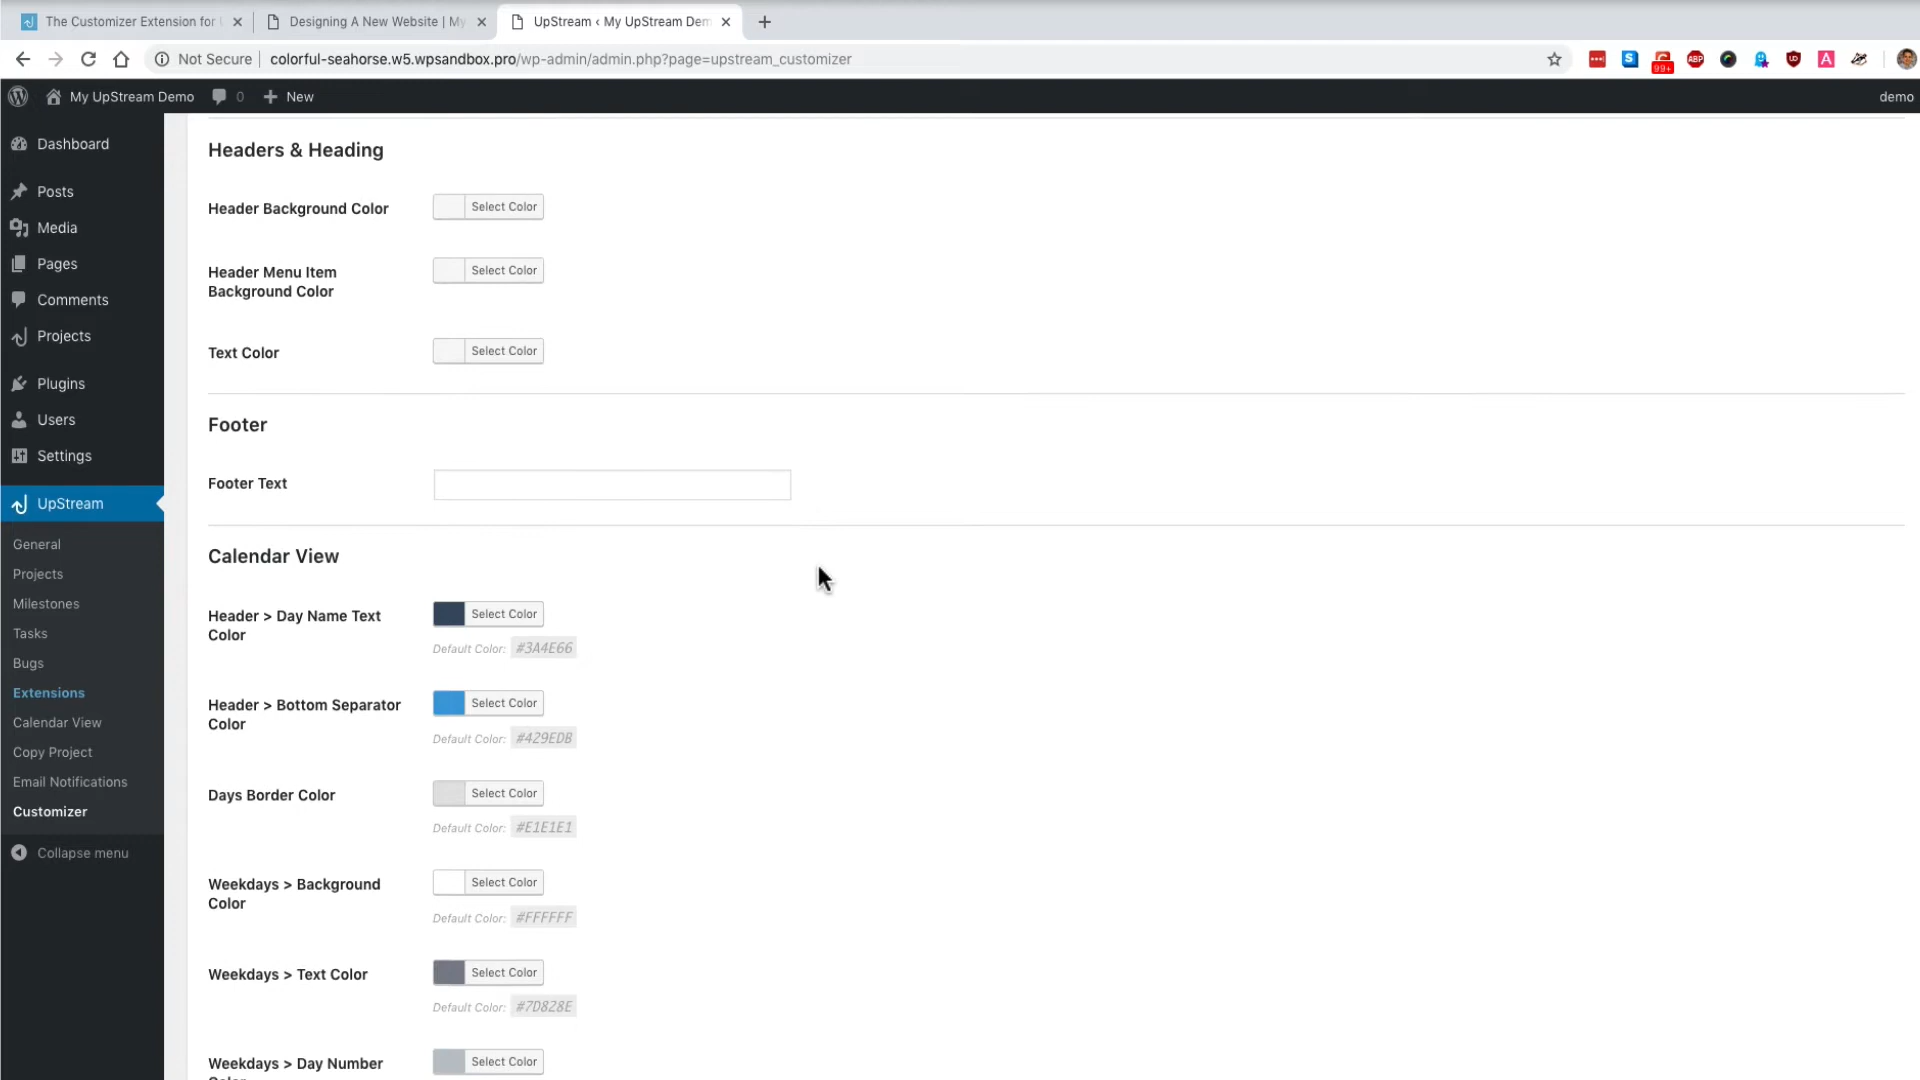 The Customizer Extension for U
Designing A New Website | My
UpStream ‹ My UpStream Dem
Not Secure
colorful-seahorse.w5.wpsandbox.pro/wp-admin/admin.php?page=upstream_customizer
99+
ABP
A
My UpStream Demo
0
New
demo
Dashboard
Posts
Media
Pages
Comments
Projects
Plugins
Users
Settings
UpStream
General
Projects
Milestones
Tasks
Bugs
Extensions
Calendar View
Copy Project
Email Notifications
Customizer
Collapse menu
Headers & Heading
Header Background Color
Select Color
Header Menu Item
Background Color
Select Color
Text Color
Select Color
Footer
Footer Text
Calendar View
Header > Day Name Text
Color
Select Color
Default Color: #3A4E66
Header > Bottom Separator
Color
Select Color
Default Color: #429EDB
Days Border Color
Select Color
Default Color: #E1E1E1
Weekdays > Background
Color
Select Color
Default Color: #FFFFFF
Weekdays > Text Color
Select Color
Default Color: #7D828E
Weekdays > Day Number
Select Color